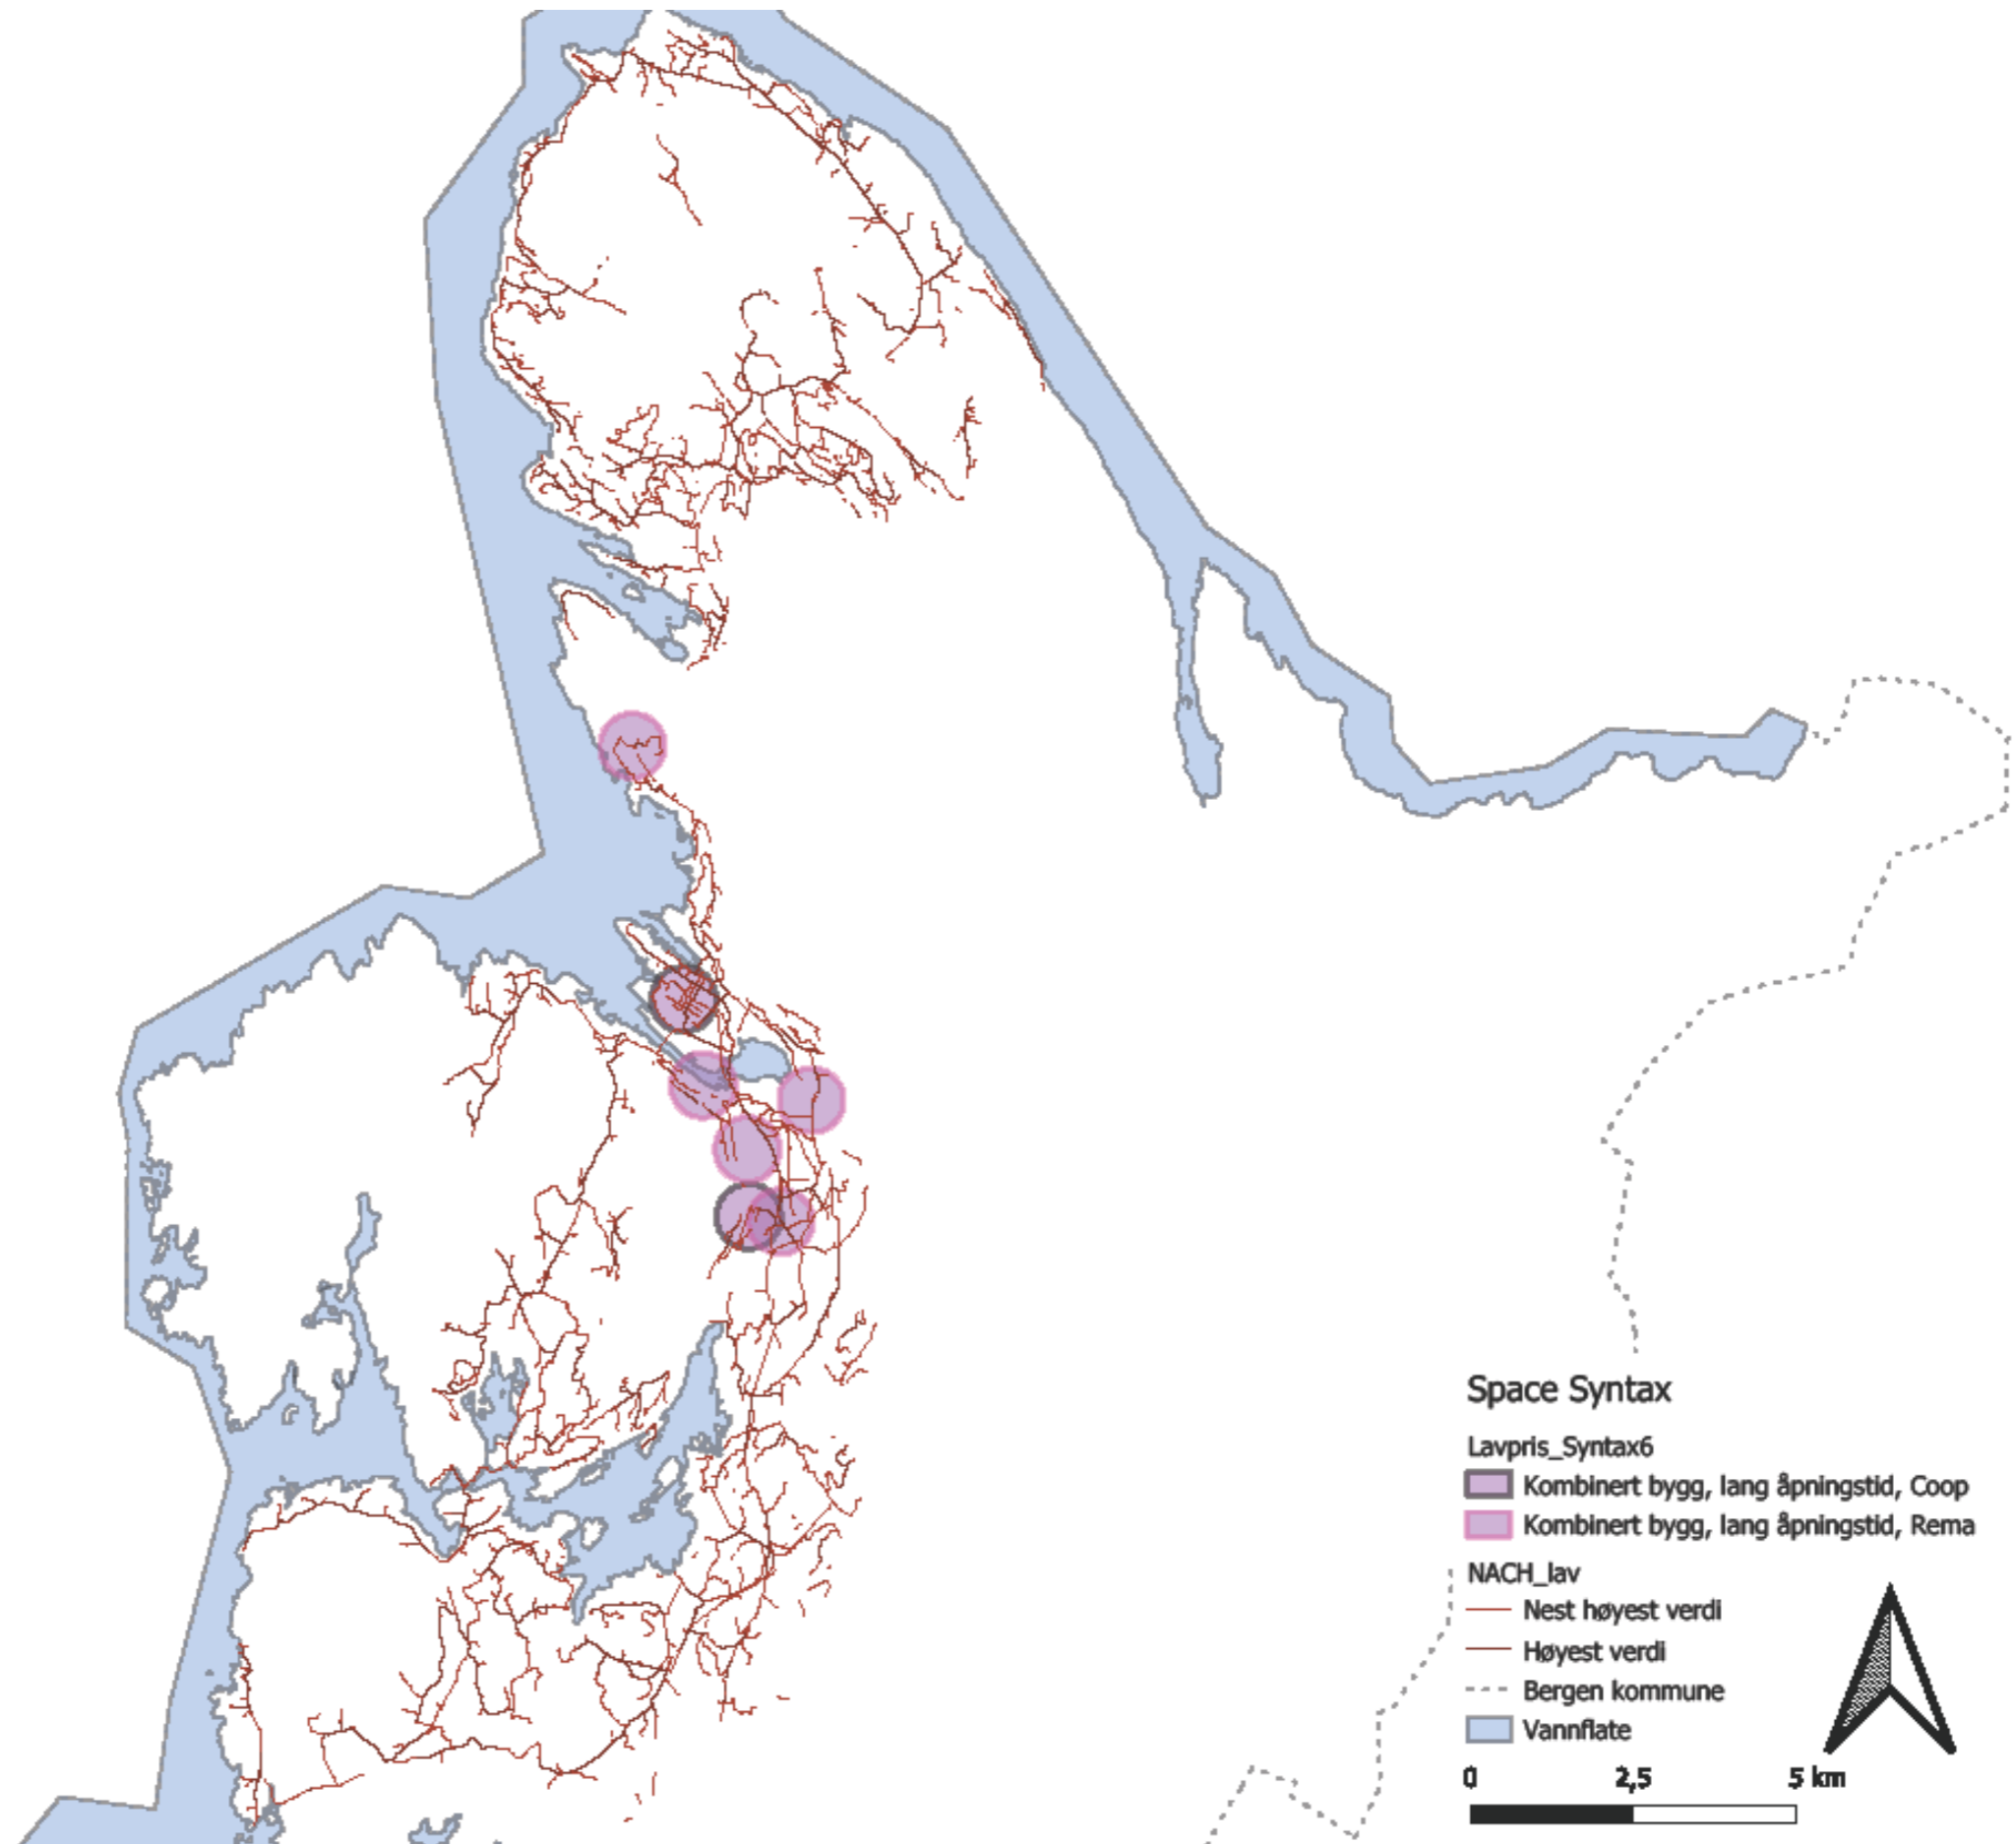 Space Syntax
Lavpris_Syntax6
Kombinert bygg, lang åpningstid, Coop
Kombinert bygg, lang åpningstid, Rema
NACH_lav
Nest høyest verdi
Høyest verdi
Bergen kommune
Vannflate
0 2,5 5 km